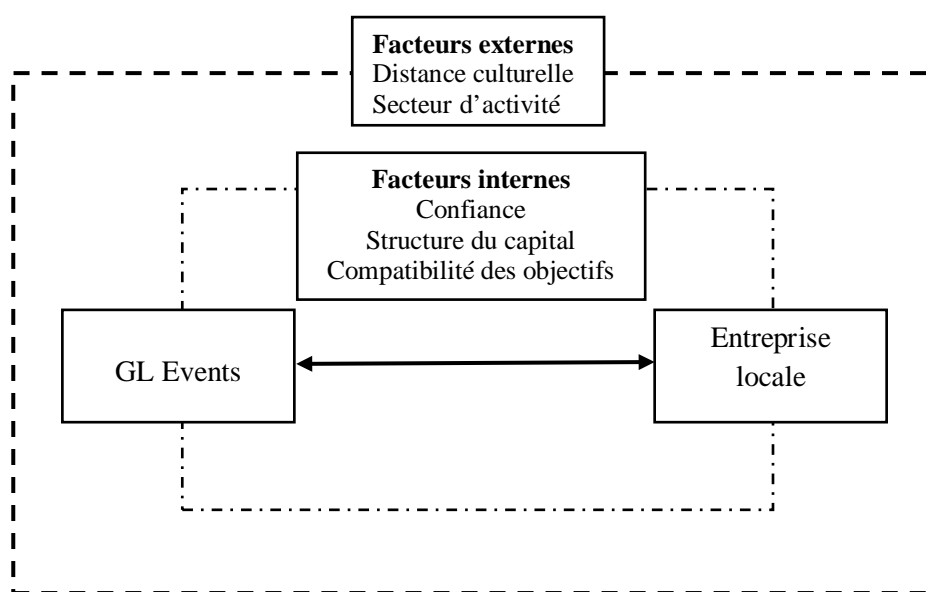 Facteurs externes
Distance culturelle
Secteur d’activité
Facteurs internes
Confiance
Structure du capital
Compatibilité des objectifs
GL Events
Entreprise
locale